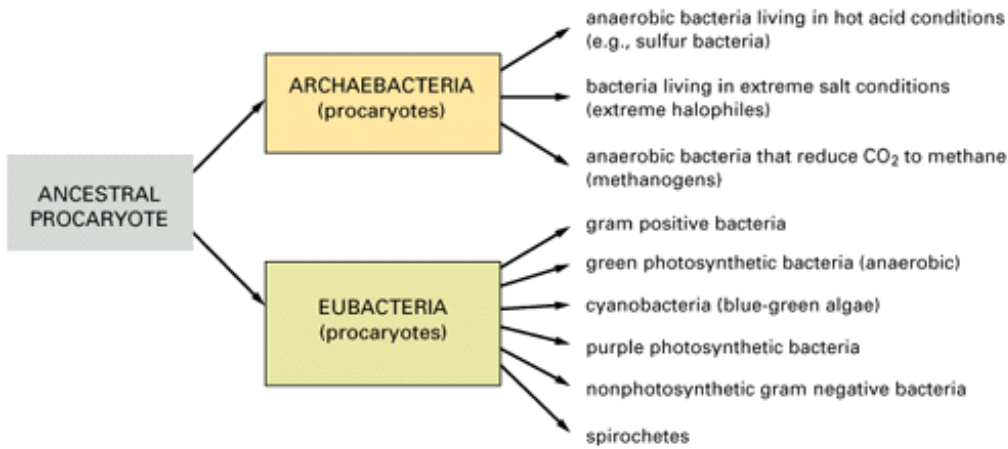 ANCESTRAL
PROCARYOTE
ARCHAEBACTERIA
(procaryotes)
anaerobic bacteria living in hot acid conditions
(e.g., sulfur bacteria)
bacteria living in extreme salt conditions
(extreme halophiles)
anaerobic bacteria that reduce CO₂ to methane
(methanogens)
EUBACTERIA
(procaryotes)
gram positive bacteria
green photosynthetic bacteria (anaerobic)
cyanobacteria (blue-green algae)
purple photosynthetic bacteria
nonphotosynthetic gram negative bacteria
spirochetes